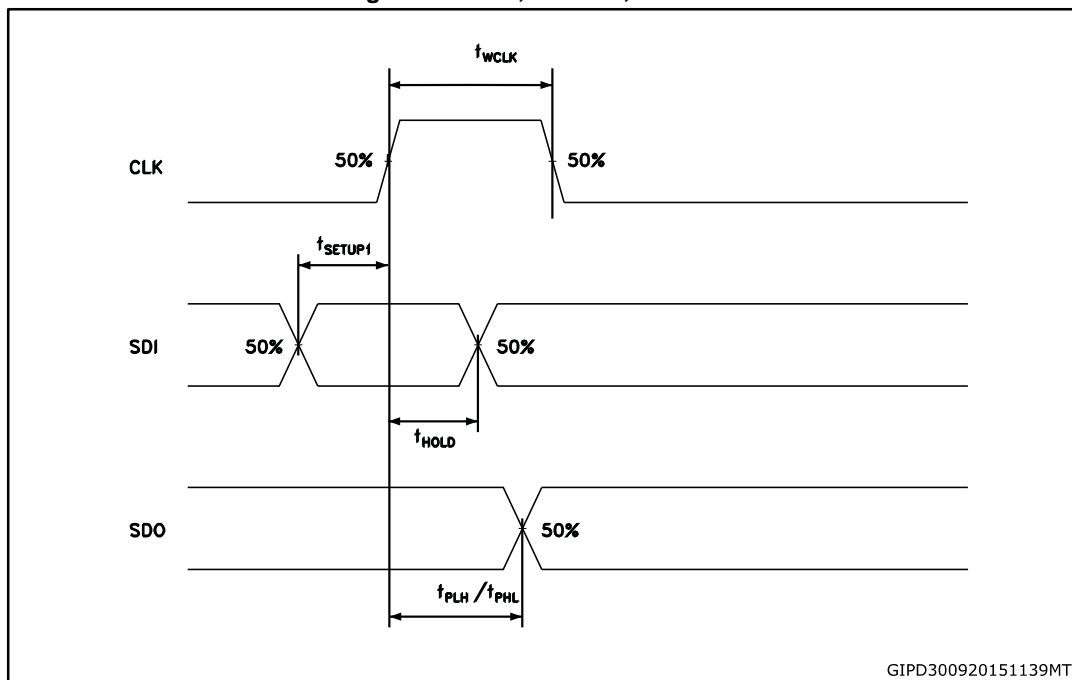 tWCLK
CLK
50%
50%
tSETUP1
SDI
50%
50%
tHOLD
SDO
50%
tPLH /tPHL
GIPD300920151139MT